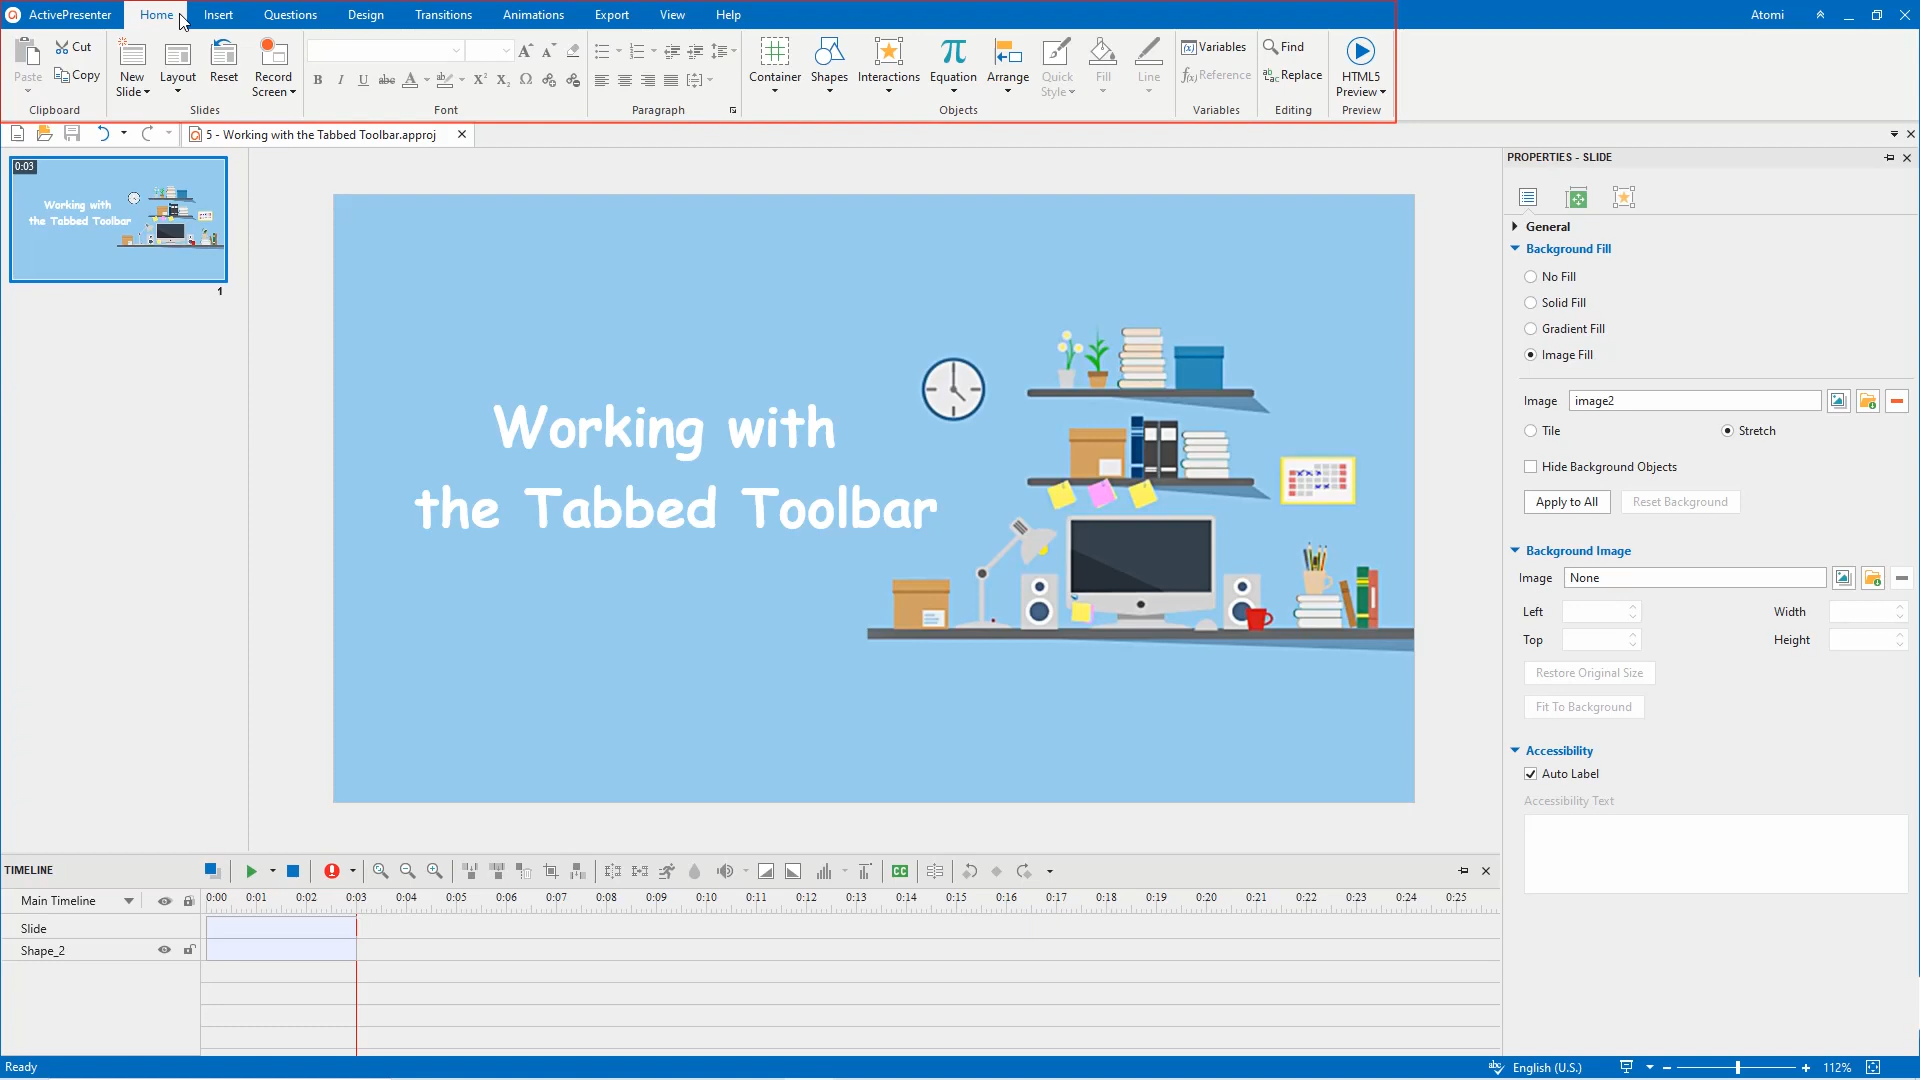 ActivePresenter Home Insert Questions Design Transitions Animations Export View Help Atomi
Paste Cut Copy
Clipboard
New Slide Layout Reset Record Screen
Slides
B I U abc A ab X² X₂ Ω
Font
Paragraph
Container Shapes Interactions Equation Arrange Quick Style Fill Line
Objects
(x) Variables
f(x) Reference
Variables
Find
Replace
Editing
HTML5 Preview
Preview
5 - Working with the Tabbed Toolbar.approj
0:03
Working with
the Tabbed Toolbar
1
Working with
the Tabbed Toolbar
PROPERTIES - SLIDE
General
Background Fill
No Fill
Solid Fill
Gradient Fill
Image Fill
Image image2
Tile Stretch
Hide Background Objects
Apply to All Reset Background
Background Image
Image None
Left Width
Top Height
Restore Original Size
Fit To Background
Accessibility
Auto Label
Accessibility Text
TIMELINE CC
Main Timeline 0:00 0:01 0:02 0:03 0:04 0:05 0:06 0:07 0:08 0:09 0:10 0:11 0:12 0:13 0:14 0:15 0:16 0:17 0:18 0:19 0:20 0:21 0:22 0:23 0:24 0:25
Slide
Shape_2
Ready abc English (U.S.) 112%